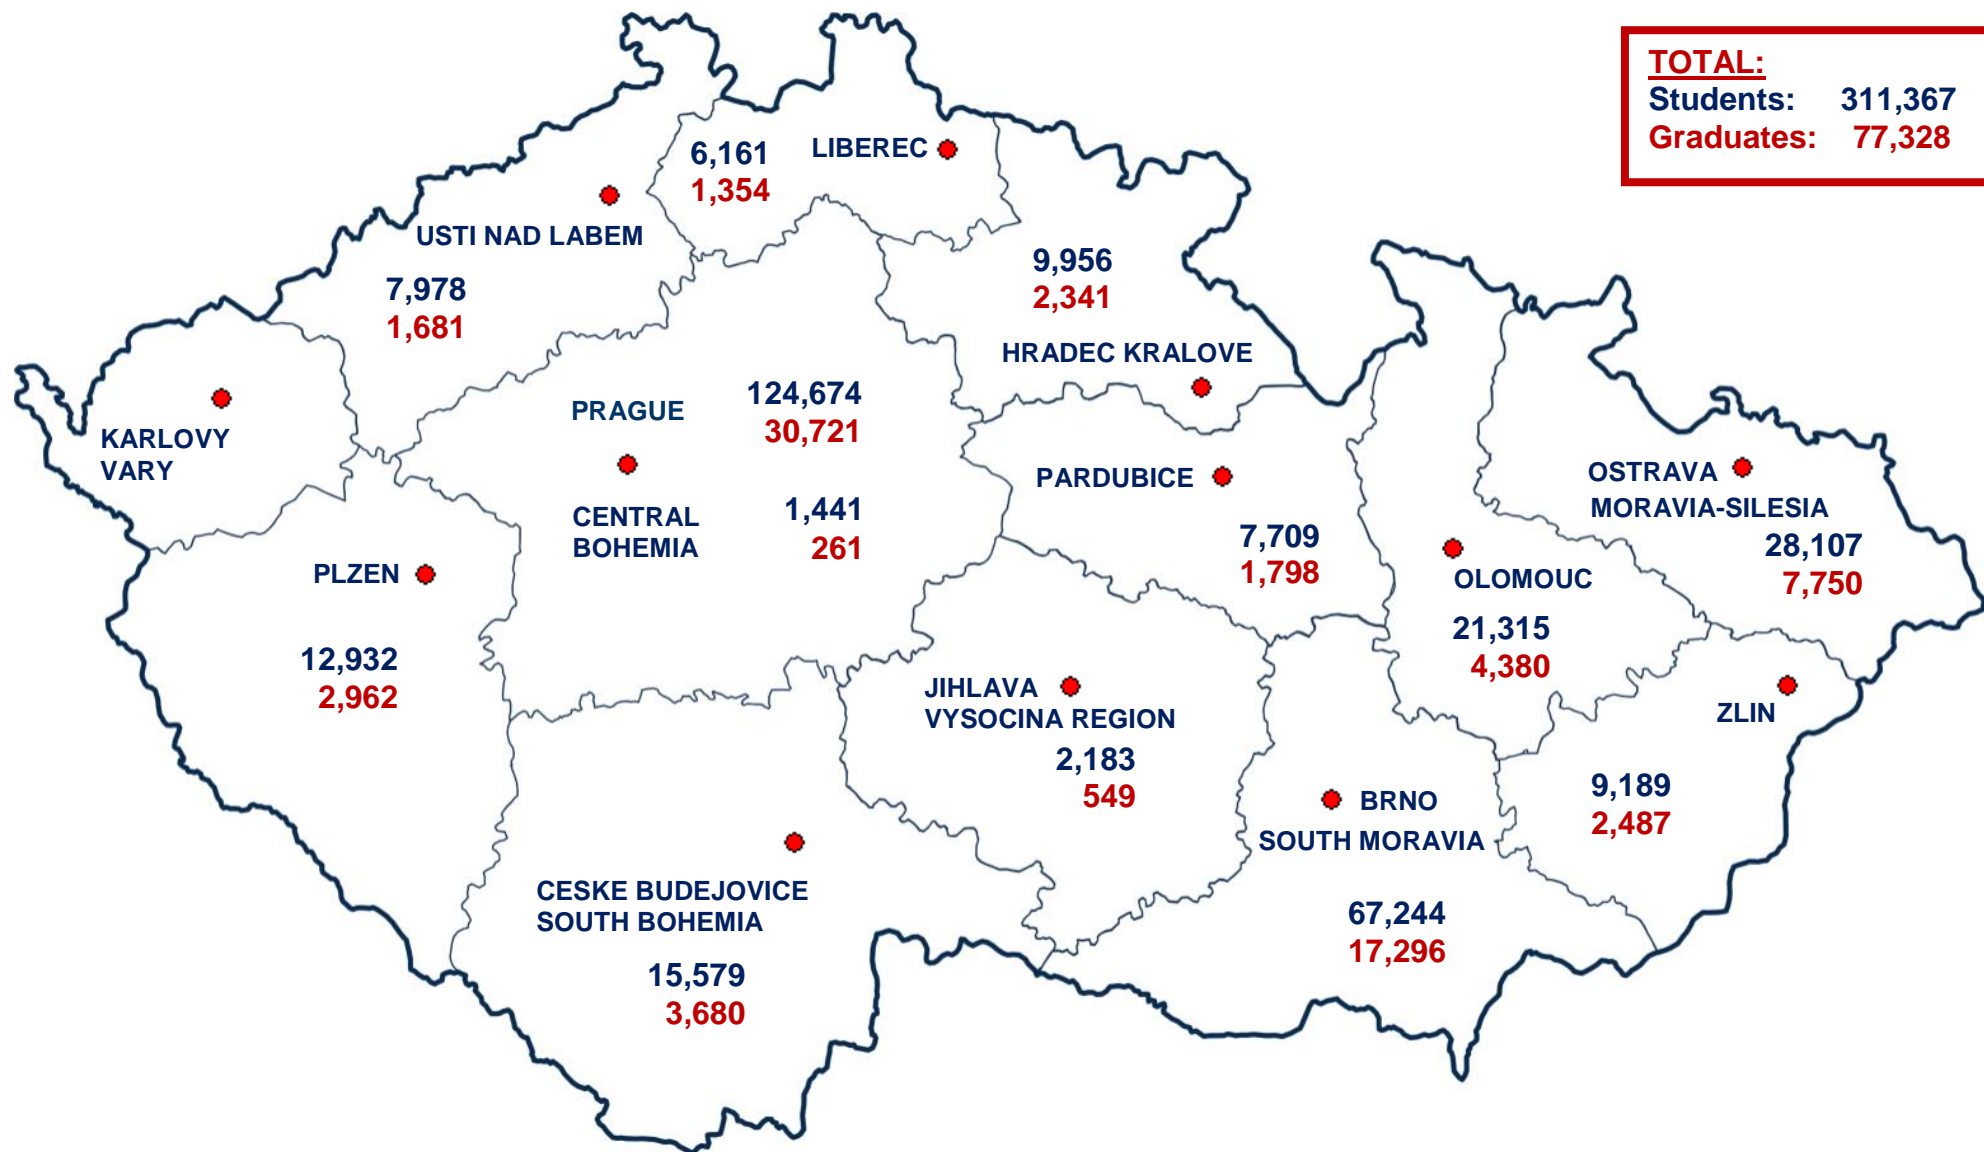 TOTAL:
Students: 311,367
Graduates: 77,328
LIBEREC
6,161
1,354
USTI NAD LABEM
7,978
1,681
9,956
2,341
HRADEC KRALOVE
KARLOVY
VARY
PRAGUE
124,674
30,721
CENTRAL
BOHEMIA
1,441
261
PARDUBICE
7,709
1,798
OSTRAVA
MORAVIA-SILESIA
28,107
7,750
OLOMOUC
21,315
4,380
PLZEN
12,932
2,962
JIHLAVA
VYSOCINA REGION
2,183
549
ZLIN
9,189
2,487
BRNO
SOUTH MORAVIA
67,244
17,296
CESKE BUDEJOVICE
SOUTH BOHEMIA
15,579
3,680